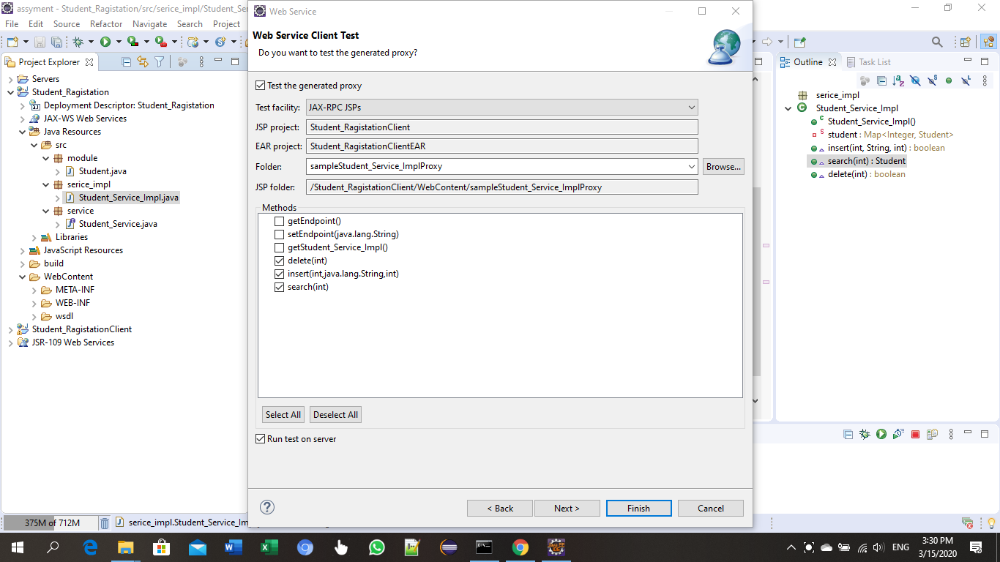 assyment - Student_Ragistation/src/serice_impl/Student_Se
File Edit Source Refactor Navigate Search Project
Project Explorer
Servers
Student_Ragistation
Deployment Descriptor: Student_Ragistation
JAX-WS Web Services
Java Resources
src
module
Student.java
serice_impl
Student_Service_Impl.java
service
Student_Service.java
Libraries
JavaScript Resources
build
WebContent
META-INF
WEB-INF
wsdl
Student_RagistationClient
JSR-109 Web Services
375M of 712M
serice_impl.Student_Service_Im
Web Service
Web Service Client Test
Do you want to test the generated proxy?
Test the generated proxy
Test facility: JAX-RPC JSPs
JSP project: Student_RagistationClient
EAR project: Student_RagistationClientEAR
Folder: sampleStudent_Service_ImplProxy Browse...
JSP folder: /Student_RagistationClient/WebContent/sampleStudent_Service_ImplProxy
Methods
getEndpoint()
setEndpoint(java.lang.String)
getStudent_Service_Impl()
delete(int)
insert(int,java.lang.String,int)
search(int)
Select All Deselect All
Run test on server
? < Back Next > Finish Cancel
Outline Task List
serice_impl
Student_Service_Impl
Student_Service_Impl()
student : Map<Integer, Student>
insert(int, String, int) : boolean
search(int) : Student
delete(int) : boolean
ENG
3:30 PM
3/15/2020